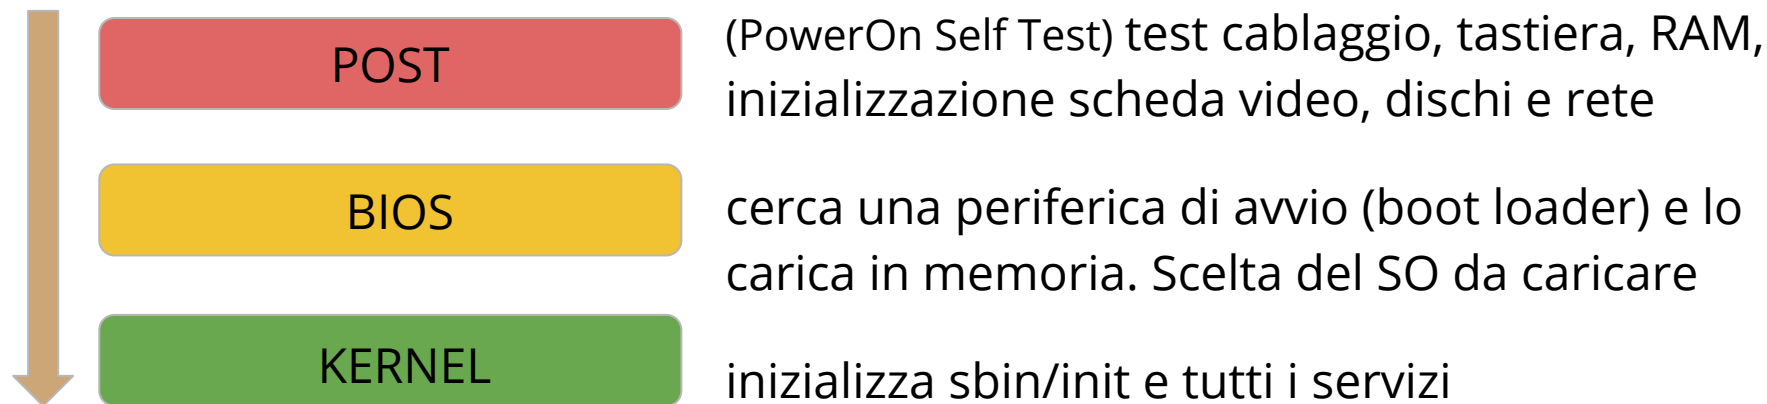 POST
(PowerOn Self Test) test cablaggio, tastiera, RAM,
inizializzazione scheda video, dischi e rete
BIOS
cerca una periferica di avvio (boot loader) e lo
carica in memoria. Scelta del SO da caricare
KERNEL
inizializza sbin/init e tutti i servizi